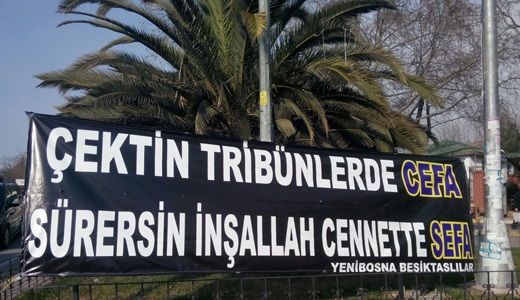 ÇEKTİN TRİBÜNLERDE CEFA
SÜRERSİN İNŞALLAH CENNETTE SEFA
YENİBOSNA BEŞİKTAŞLILAR